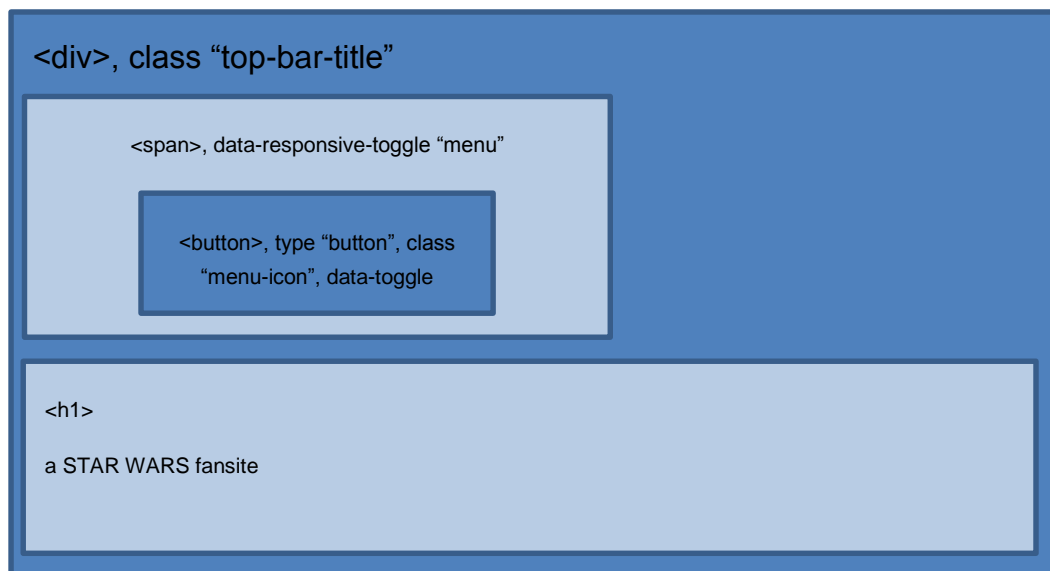 <div>, class “top-bar-title”
<span>, data-responsive-toggle “menu”
<button>, type “button”, class
“menu-icon”, data-toggle
<h1>
a STAR WARS fansite